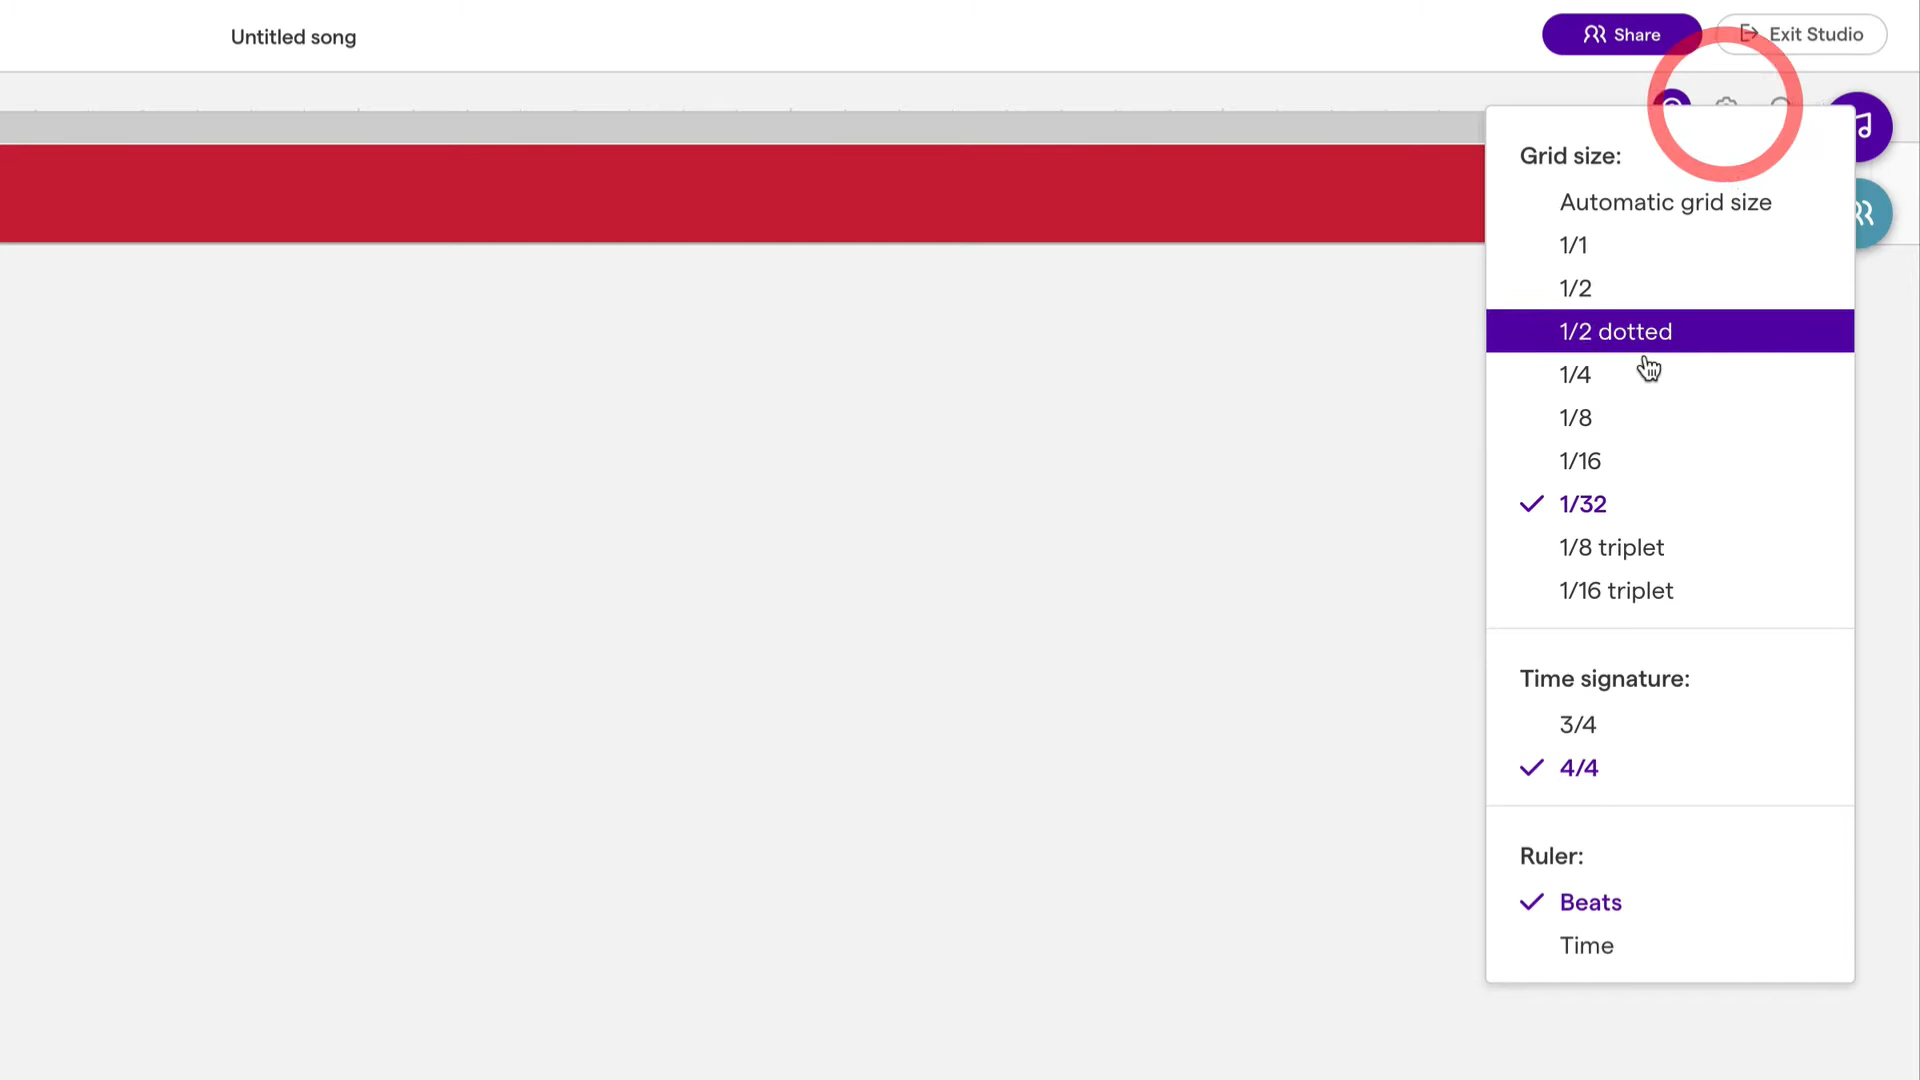 Untitled song
Share
Exit Studio
Grid size:
Automatic grid size
1/1
1/2
1/2 dotted
1/4
1/8
1/16
1/32
1/8 triplet
1/16 triplet
Time signature:
3/4
4/4
Ruler:
Beats
Time